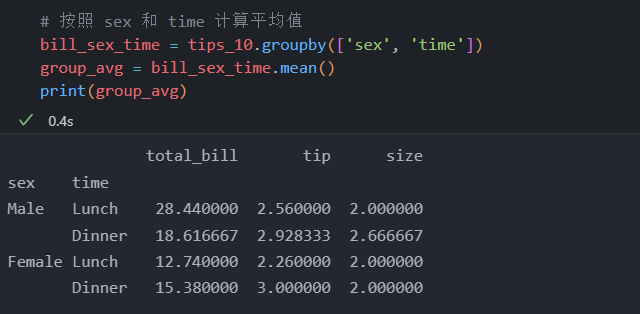 # 按照 sex 和 time 计算平均值
bill_sex_time = tips_10.groupby(['sex', 'time'])
group_avg = bill_sex_time.mean()
print(group_avg)
0.4s
total_bill tip size
sex time
Male Lunch 28.440000 2.560000 2.000000
Dinner 18.616667 2.928333 2.666667
Female Lunch 12.740000 2.260000 2.000000
Dinner 15.380000 3.000000 2.000000